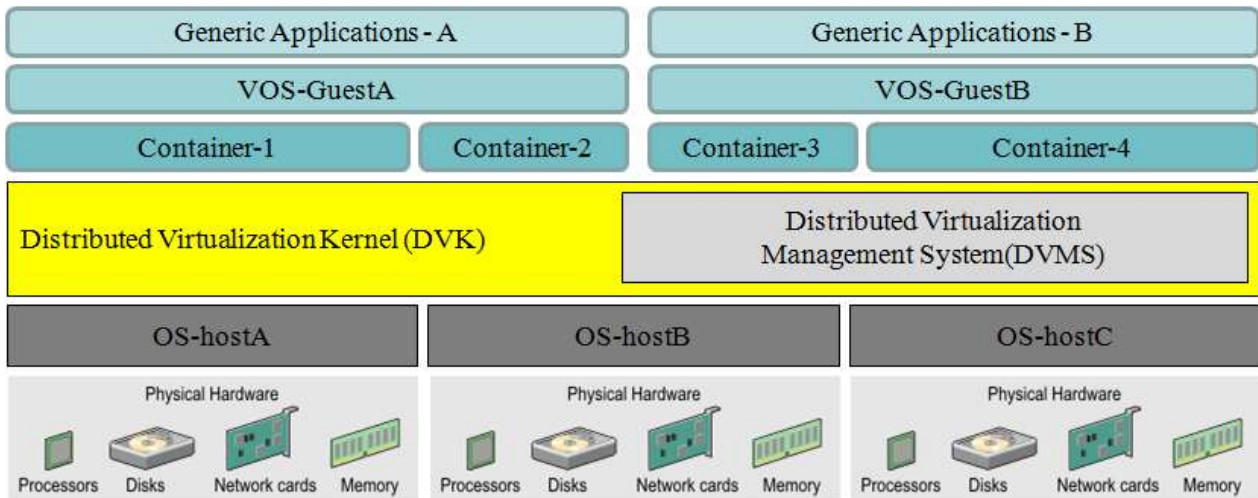 Generic Applications - A
Generic Applications - B
VOS-GuestA
VOS-GuestB
Container-1
Container-2
Container-3
Container-4
Distributed Virtualization Kernel (DVK)
Distributed Virtualization
Management System(DVMS)
OS-hostA
OS-hostB
OS-hostC
Physical Hardware
Processors
Disks
Network cards
Memory
Physical Hardware
Processors
Disks
Network cards
Memory
Physical Hardware
Processors
Disks
Network cards
Memory